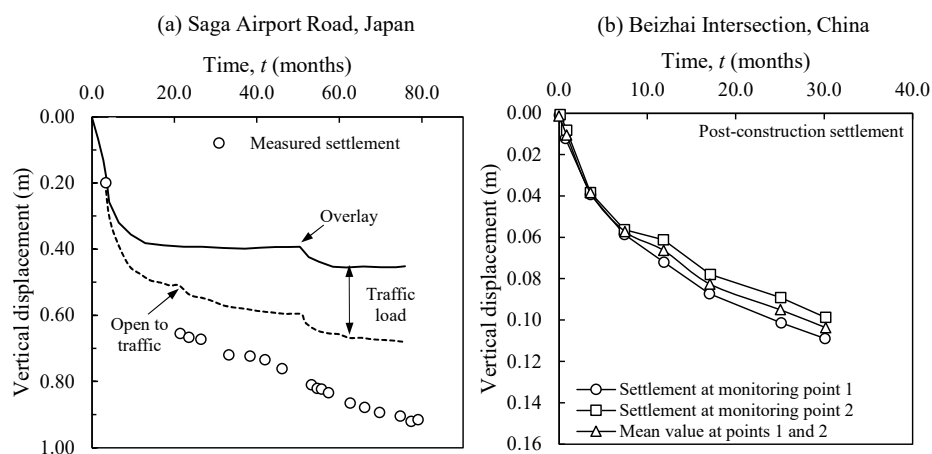 (a) Saga Airport Road, Japan
Time, t (months)
0.0 20.0 40.0 60.0 80.0
Vertical displacement (m)
0.00
0.20
0.40
0.60
0.80
1.00
Measured settlement
Overlay
Traffic
load
Open to
traffic
(b) Beizhai Intersection, China
Time, t (months)
0.0 10.0 20.0 30.0 40.0
Vertical displacement (m)
0.00
0.02
0.04
0.06
0.08
0.10
0.12
0.14
0.16
Post-construction settlement
Settlement at monitoring point 1
Settlement at monitoring point 2
Mean value at points 1 and 2